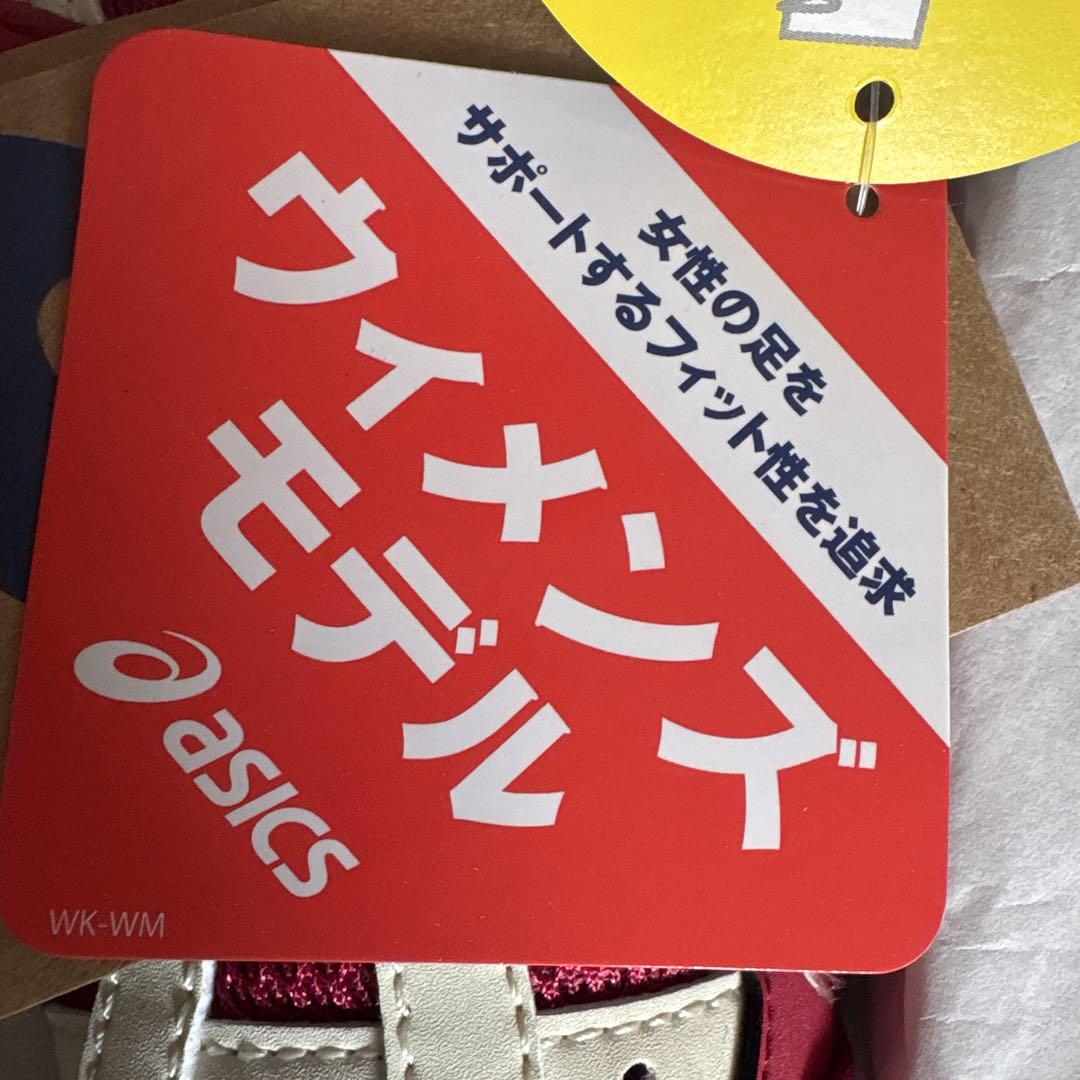 女性の足を
サポートするフィット性を追求
ウィメンズ
モデル
asics
WK-WM